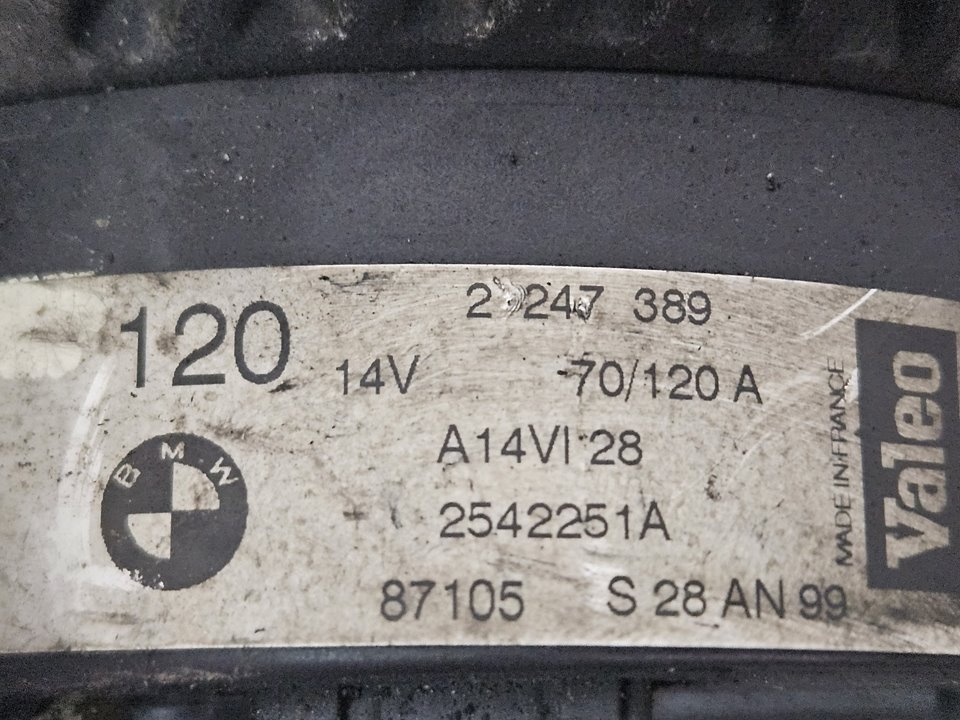 120
2 247 389
14V 70/120 A
BMW
A14VI 28
2542251A
87105 S 28 AN 99
MADE IN FRANCE
Valeo